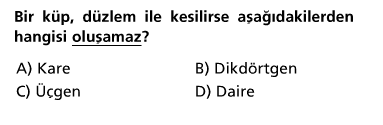 Bir küp, düzlem ile kesilirse aşağıdakilerden
hangisi oluşamaz?
A) Kare B) Dikdörtgen
C) Üçgen D) Daire